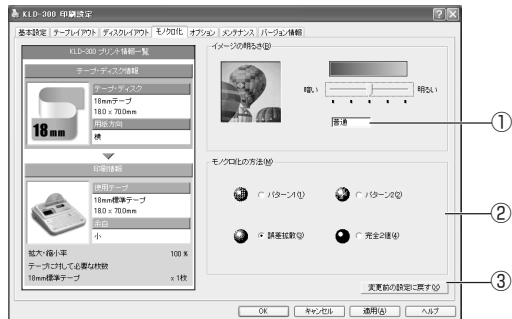 KLD-300 印刷設定
基本設定 テープレイアウト ディスクレイアウト モノクロ化 オプション メンテナンス バージョン情報
KLD-300 プリント情報一覧
テープ・ディスク情報
テープ・ディスク
18mmテープ
18.0 x 70.0mm
用紙方向
横
18mm
印刷情報
使用テープ
18mm標準テープ
18.0 x 70.0mm
余白
小
拡大・縮小率 100 %
テープに対して必要な枚数
18mm標準テープ x 1枚
イメージの明るさ(B)
暗い 明るい
普通
①
モノクロ化の方法(M)
パターン1(1) パターン2(2)
誤差拡散(3) 完全2値(4)
②
変更前の設定に戻す(X)
③
OK キャンセル 適用(A) ヘルプ